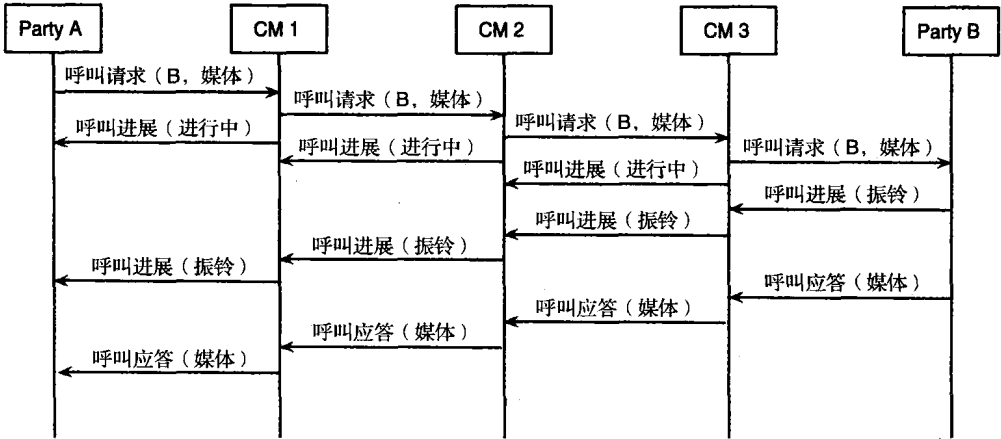 Party A
CM 1
CM 2
CM 3
Party B
呼叫请求（B，媒体）
呼叫请求（B，媒体）
呼叫进展（进行中）
呼叫请求（B，媒体）
呼叫进展（进行中）
呼叫请求（B，媒体）
呼叫进展（进行中）
呼叫进展（振铃）
呼叫进展（振铃）
呼叫进展（振铃）
呼叫进展（振铃）
呼叫应答（媒体）
呼叫应答（媒体）
呼叫应答（媒体）
呼叫应答（媒体）